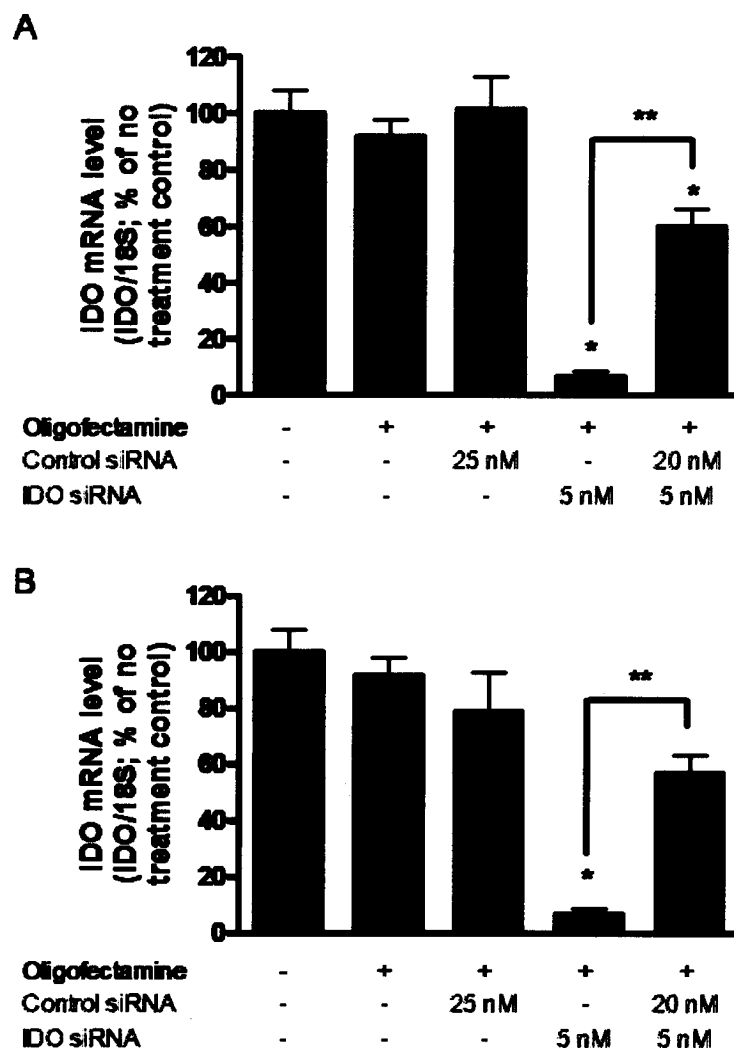 A
IDO mRNA level
(IDO/18S; % of no
treatment control)
120
100
80
60
40
20
0
**
*
*
Oligofectamine - + + + +
Control siRNA - - 25 nM - 20 nM
IDO siRNA - - - 5 nM 5 nM
B
IDO mRNA level
(IDO/18S; % of no
treatment control)
120
100
80
60
40
20
0
**
*
Oligofectamine - + + + +
Control siRNA - - 25 nM - 20 nM
IDO siRNA - - - 5 nM 5 nM